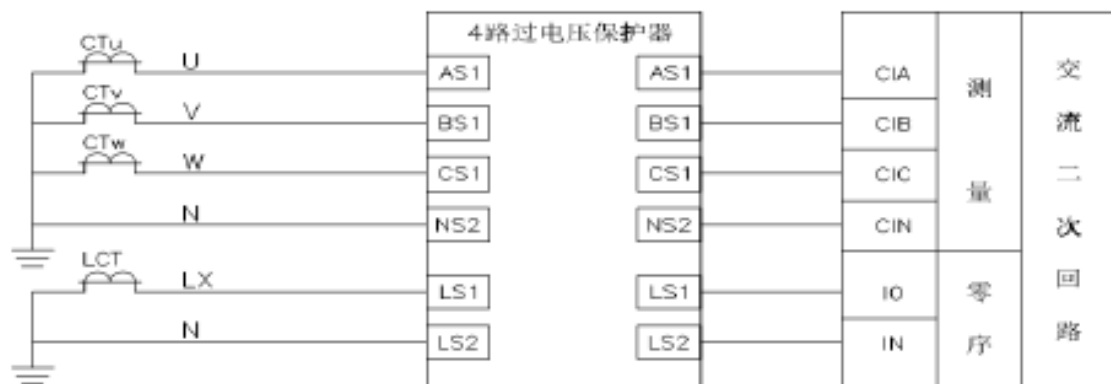 4路过电压保护器
CTu
U
AS1
AS1
CIA
CTv
V
BS1
BS1
CIB
CTw
W
CS1
CS1
CIC
N
NS2
NS2
CIN
测量
LCT
LX
LS1
LS1
IO
N
LS2
LS2
IN
零序
交流二次回路